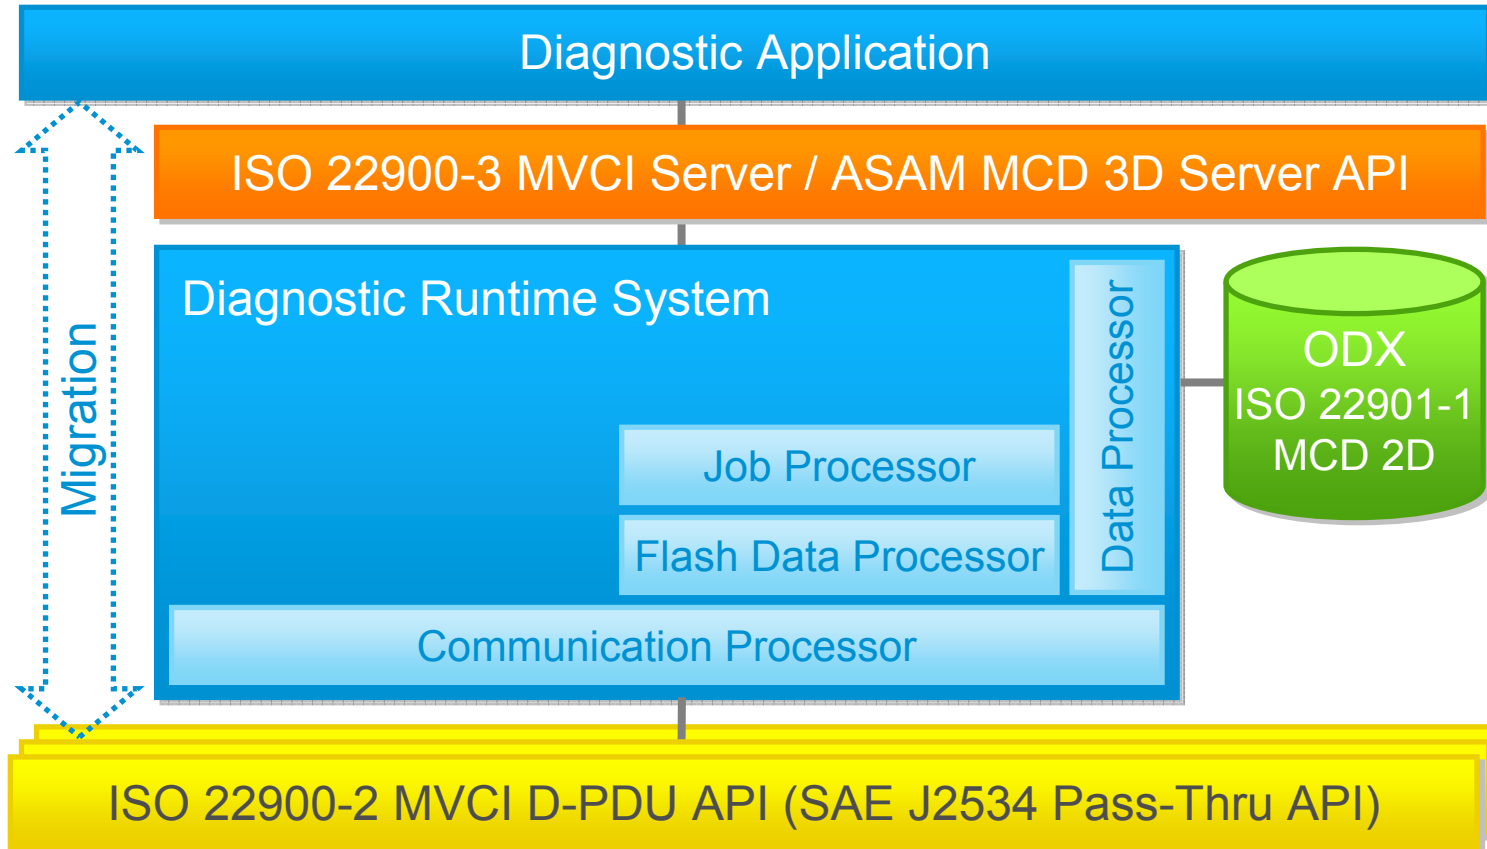 Diagnostic Application
ISO 22900-3 MVCI Server / ASAM MCD 3D Server API
Migration
Diagnostic Runtime System
Data Processor
Job Processor
Flash Data Processor
Communication Processor
ODX
ISO 22901-1
MCD 2D
ISO 22900-2 MVCI D-PDU API (SAE J2534 Pass-Thru API)